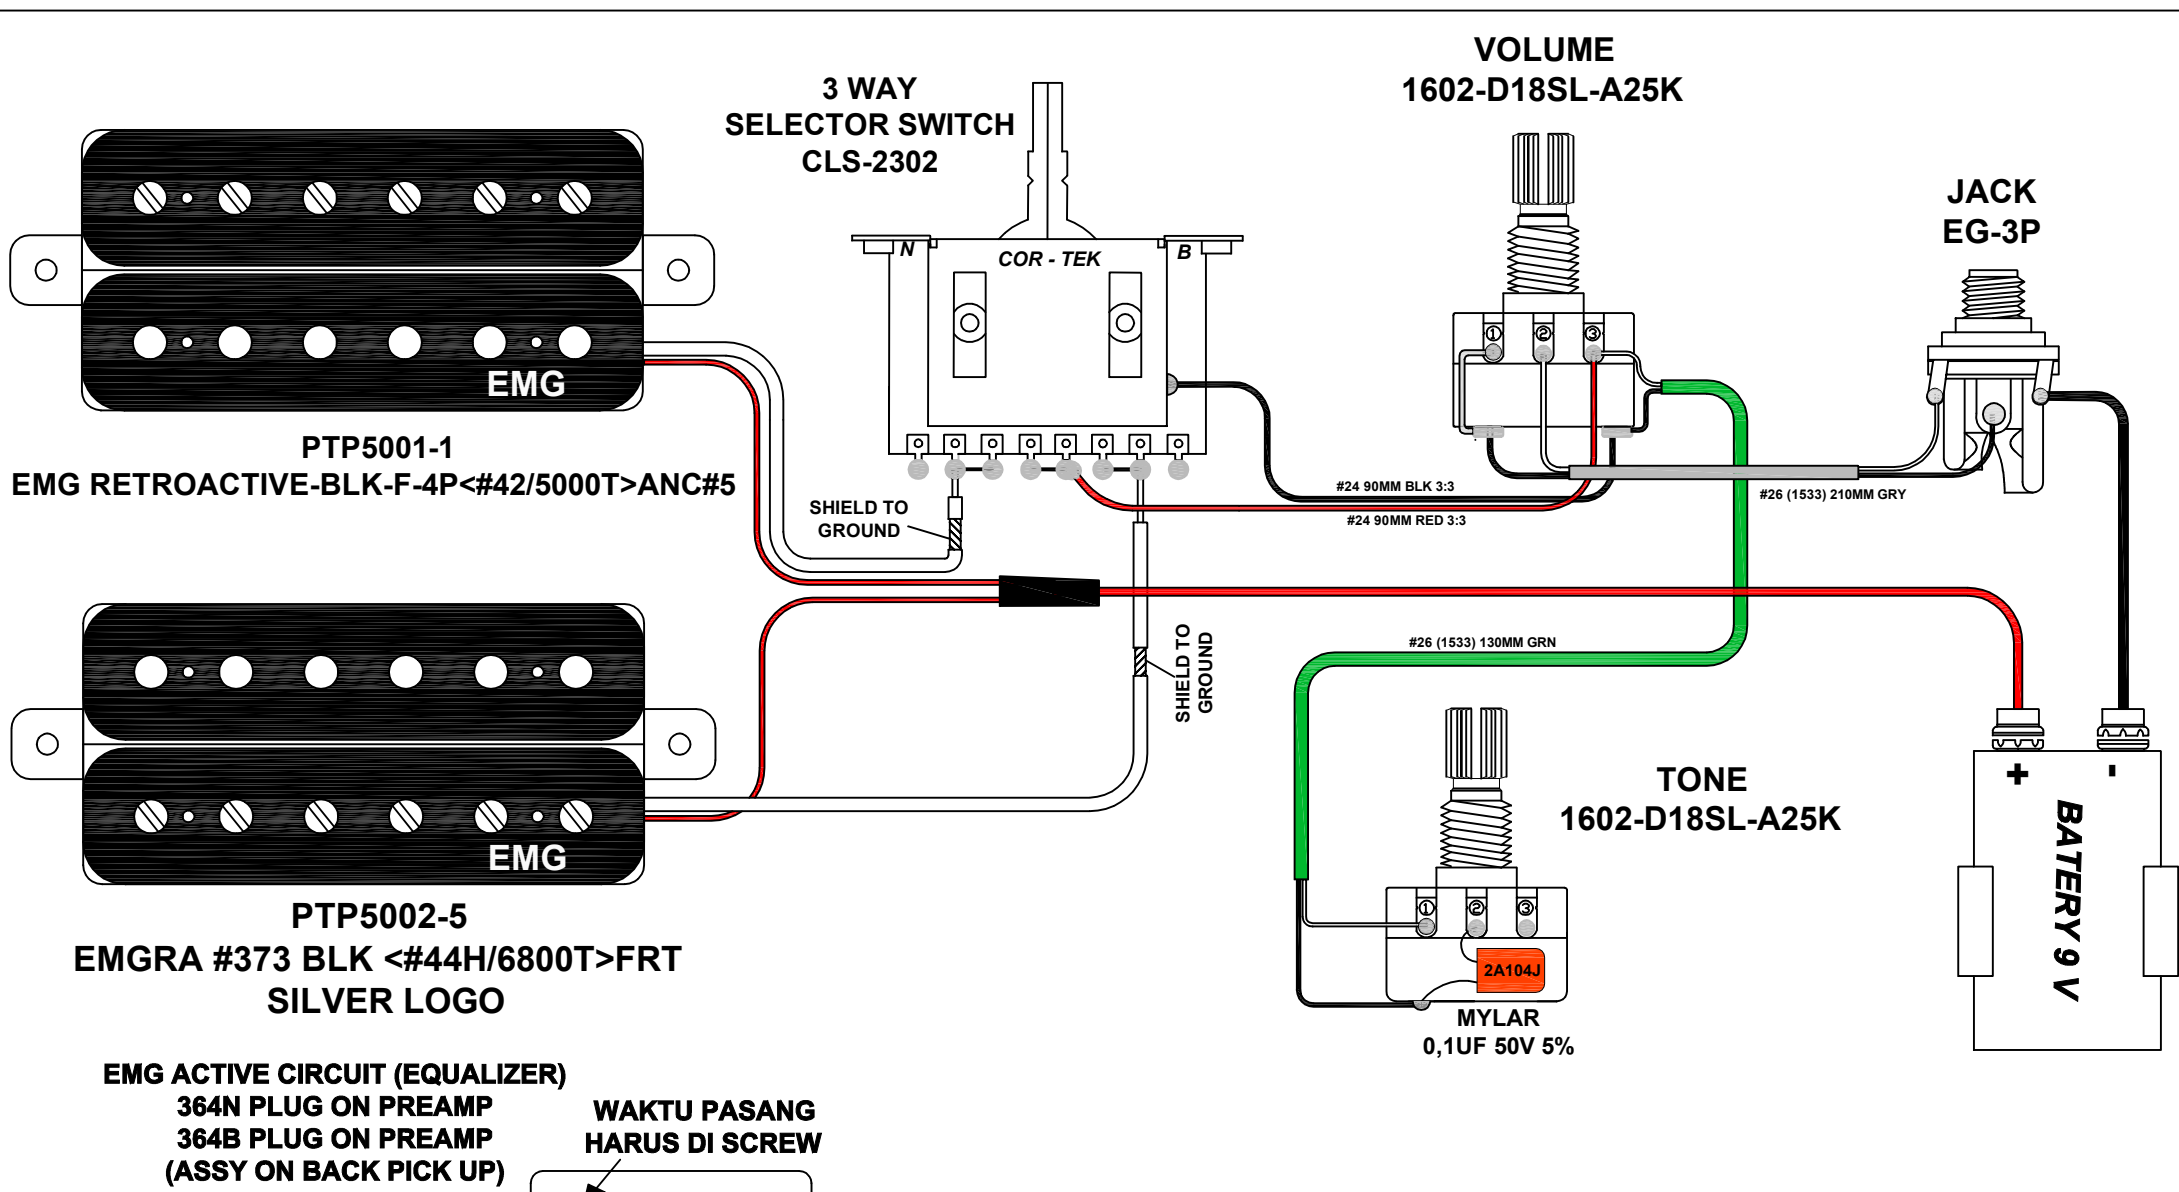 3 WAY
SELECTOR SWITCH
CLS-2302
VOLUME
1602-D18SL-A25K
JACK
EG-3P
N
COR - TEK
B
1
2
3
EMG
PTP5001-1
EMG RETROACTIVE-BLK-F-4P<#42/5000T>ANC#5
SHIELD TO
GROUND
#24 90MM BLK 3:3
#24 90MM RED 3:3
#26 (1533) 210MM GRY
SHIELD TO
GROUND
#26 (1533) 130MM GRN
EMG
PTP5002-5
EMGRA #373 BLK <#44H/6800T>FRT
SILVER LOGO
TONE
1602-D18SL-A25K
1
2
3
2A104J
MYLAR
0,1UF 50V 5%
+
-
BATERY 9 V
EMG ACTIVE CIRCUIT (EQUALIZER)
364N PLUG ON PREAMP
364B PLUG ON PREAMP
(ASSY ON BACK PICK UP)
WAKTU PASANG
HARUS DI SCREW